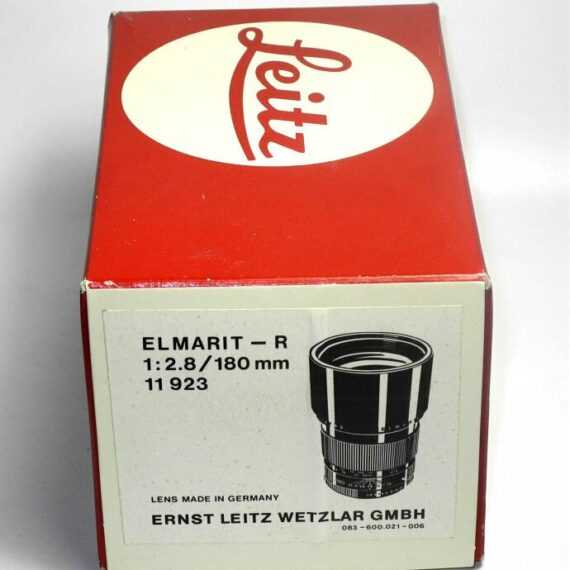 Leitz
ELMARIT – R
1:2.8/180 mm
11 923
LENS MADE IN GERMANY
ERNST LEITZ WETZLAR GMBH
083-600.021-006